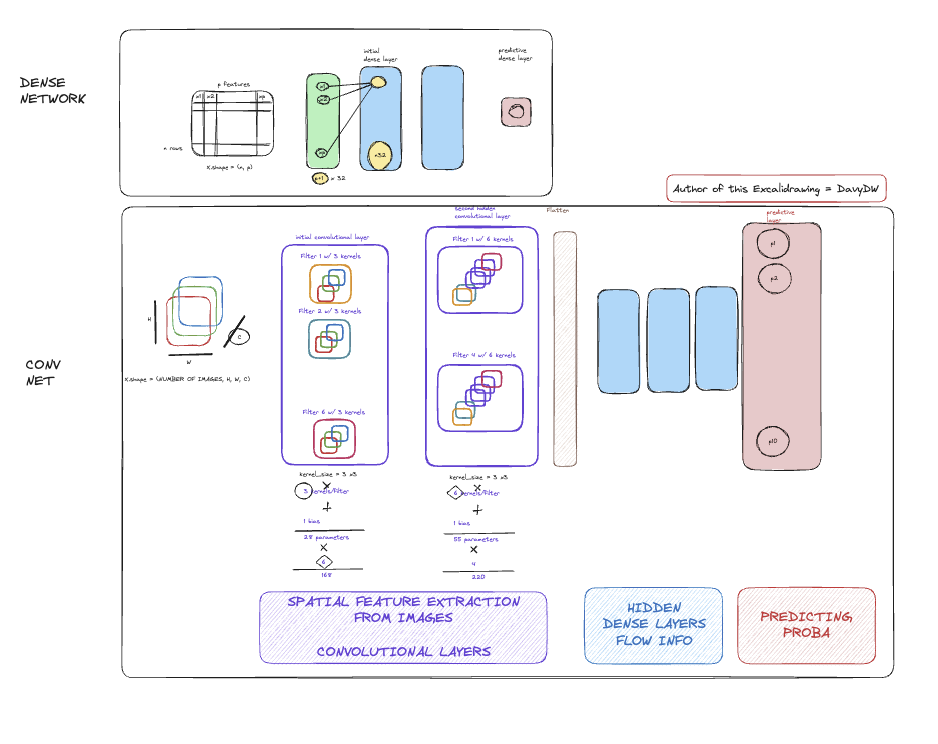 DENSE
NETWORK
p features
x1
x2
xp
n rows
X.shape = (n, p)
x1
x2
xp
p+1
x 32
initial
dense layer
n32
predictive
dense layer
Author of this Excalidrawing = DavyDW
CONV
NET
H
W
C
X.shape = (NUMBER OF IMAGES, H, W, C)
initial convolutional layer
Filter 1 w/ 3 kernels
Filter 2 w/ 3 kernels
Filter 6 w/ 3 kernels
kernel_size = 3 x3
x
3 kernels/filter
+
1 bias
28 parameters
x
6
168
second hidden
convolutional layer
Filter 1 w/ 6 kernels
Filter 4 w/ 6 kernels
kernel_size = 3 x3
x
6 kernels/filter
+
1 bias
55 parameters
x
4
220
Flatten
predictive
layer
p1
p2
p10
SPATIAL FEATURE EXTRACTION
FROM IMAGES
CONVOLUTIONAL LAYERS
HIDDEN
DENSE LAYERS
FLOW INFO
PREDICTING
PROBA